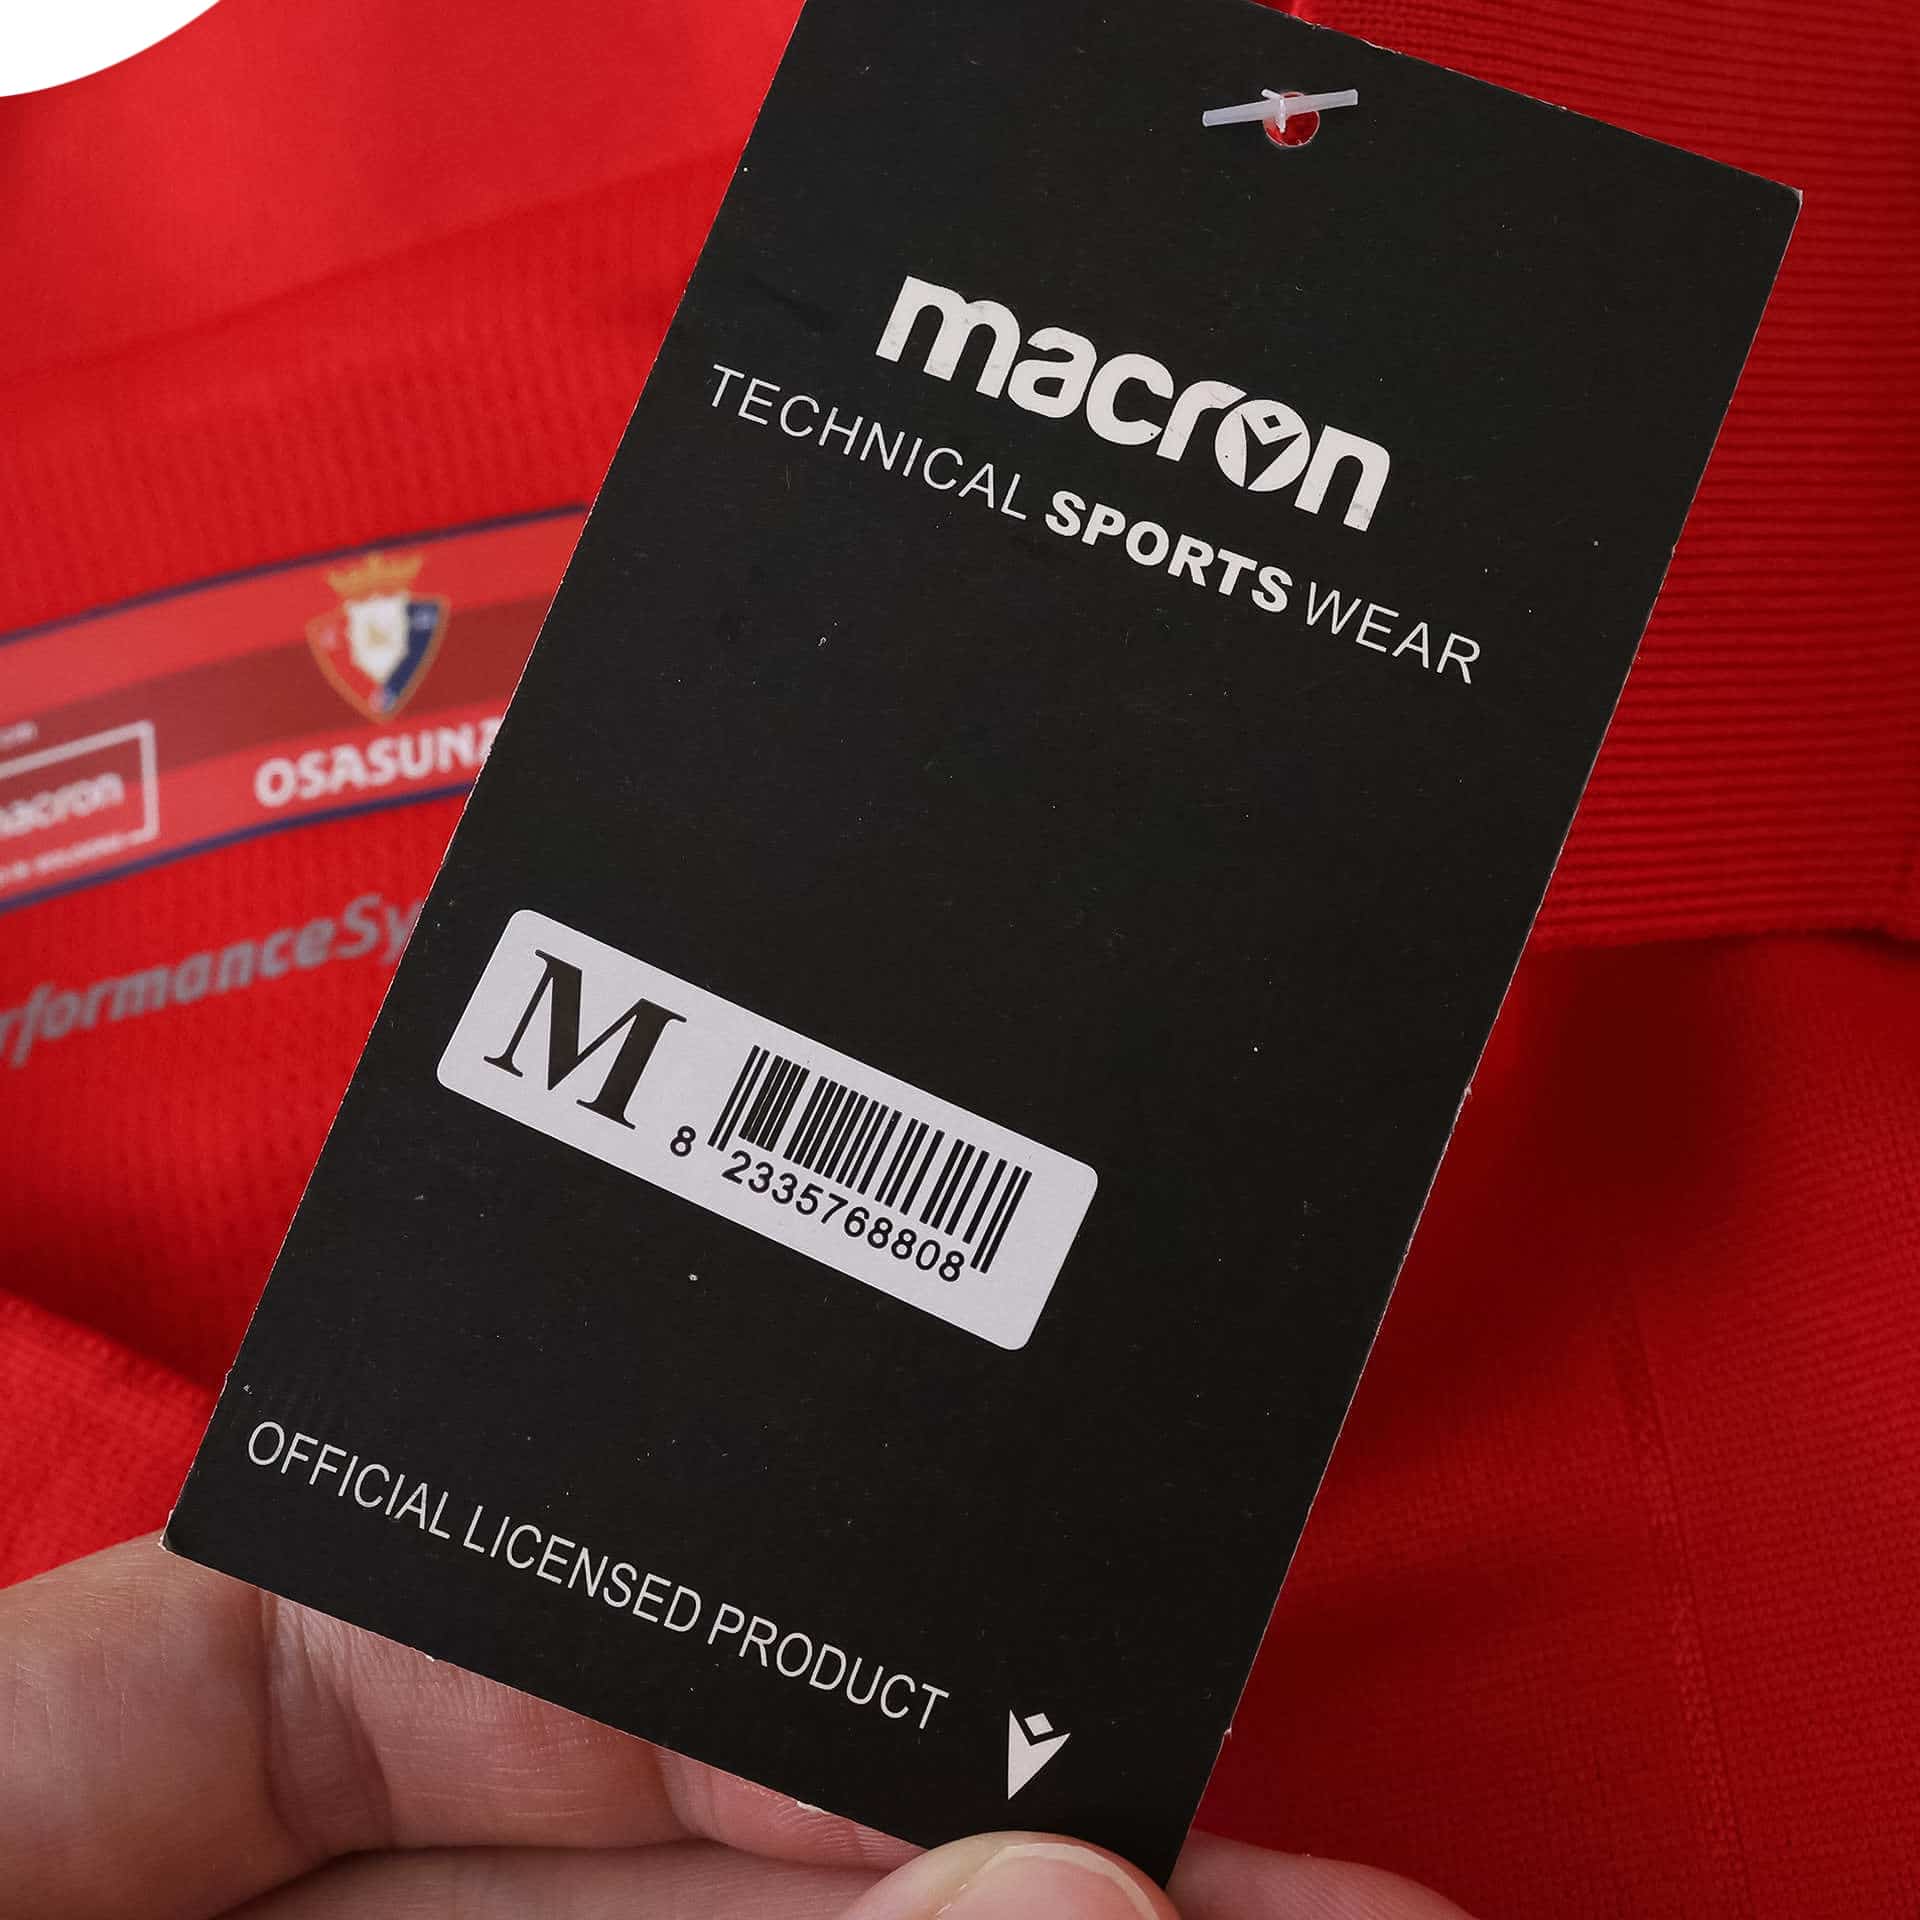 macron
TECHNICAL SPORTS WEAR
OSASUNA
macron
rformanceSy
M
8 2335768808
OFFICIAL LICENSED PRODUCT